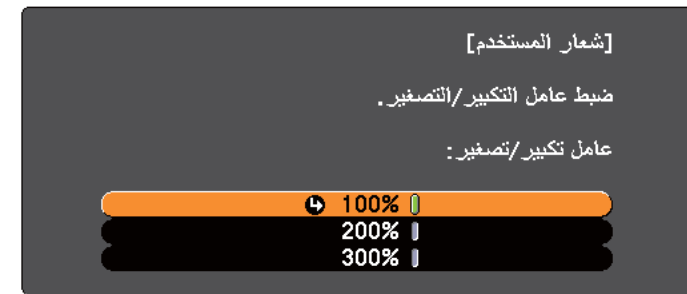 [شعار المستخدم]
ضبط عامل التكبير/التصغير.
عامل تكبير/تصغير:
100%
200%
300%